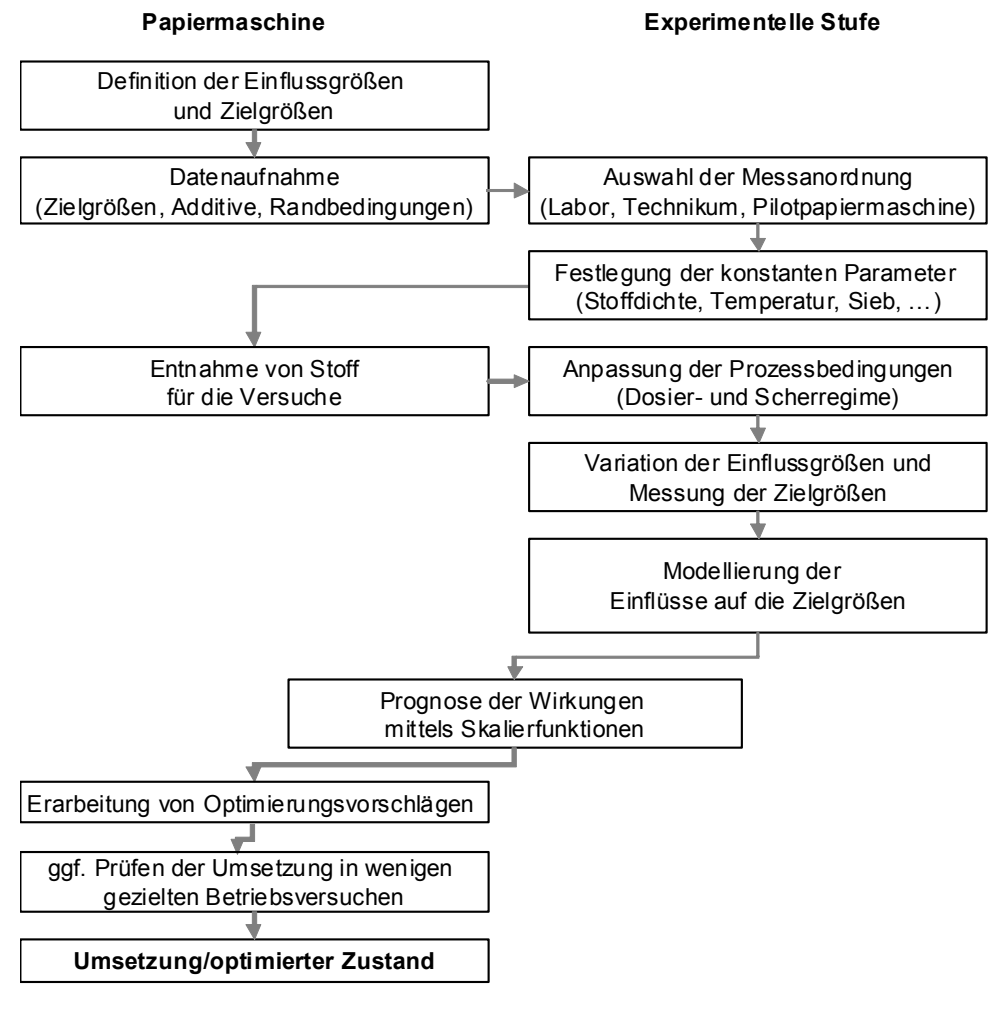 Papiermaschine
Experimentelle Stufe
Definition der Einflussgrößen
und Zielgrößen
Datenaufnahme
(Zielgrößen, Additive, Randbedingungen)
Auswahl der Messanordnung
(Labor, Technikum, Pilotpapiermaschine)
Festlegung der konstanten Parameter
(Stoffdichte, Temperatur, Sieb, …)
Entnahme von Stoff
für die Versuche
Anpassung der Prozessbedingungen
(Dosier- und Scherregime)
Variation der Einflussgrößen und
Messung der Zielgrößen
Modellierung der
Einflüsse auf die Zielgrößen
Prognose der Wirkungen
mittels Skalierfunktionen
Erarbeitung von Optimierungsvorschlägen
ggf. Prüfen der Umsetzung in wenigen
gezielten Betriebsversuchen
Umsetzung/optimierter Zustand